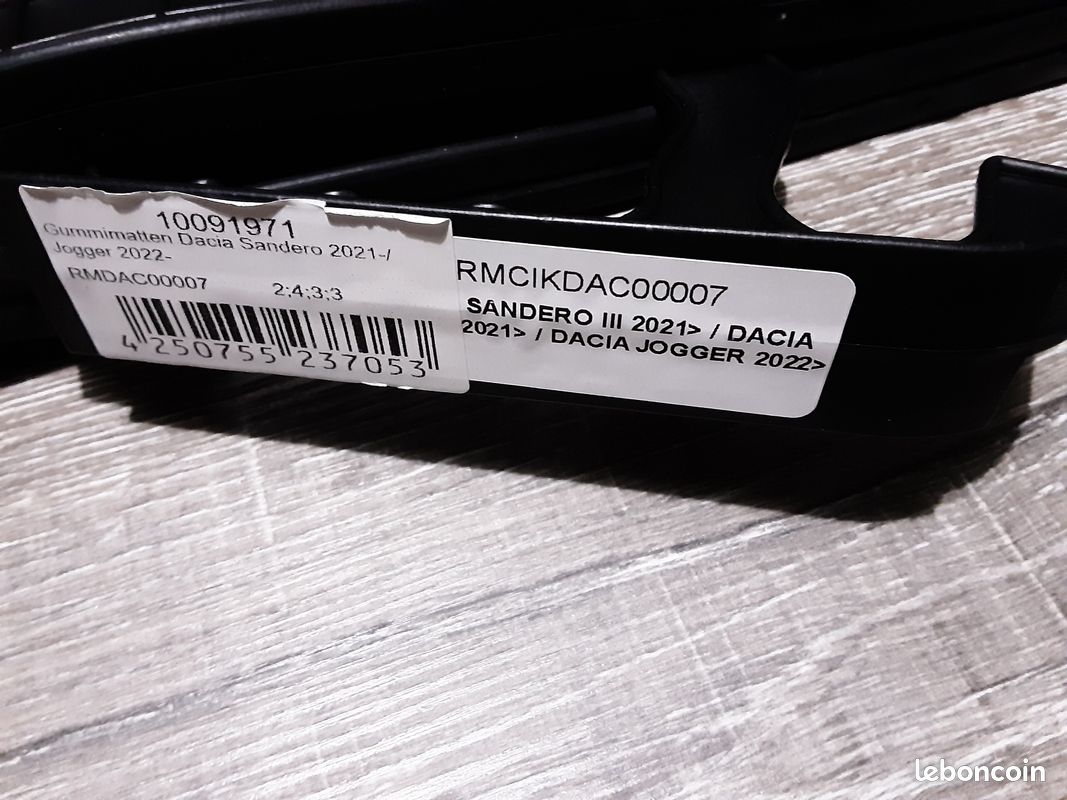 10091971
Gummimatten Dacia Sandero 2021-/
Jogger 2022-
RMDAC00007 2;4;3;3
4 250755 237053
RMCIKDAC00007
SANDERO III 2021> / DACIA
2021> / DACIA JOGGER 2022>
leboncoin